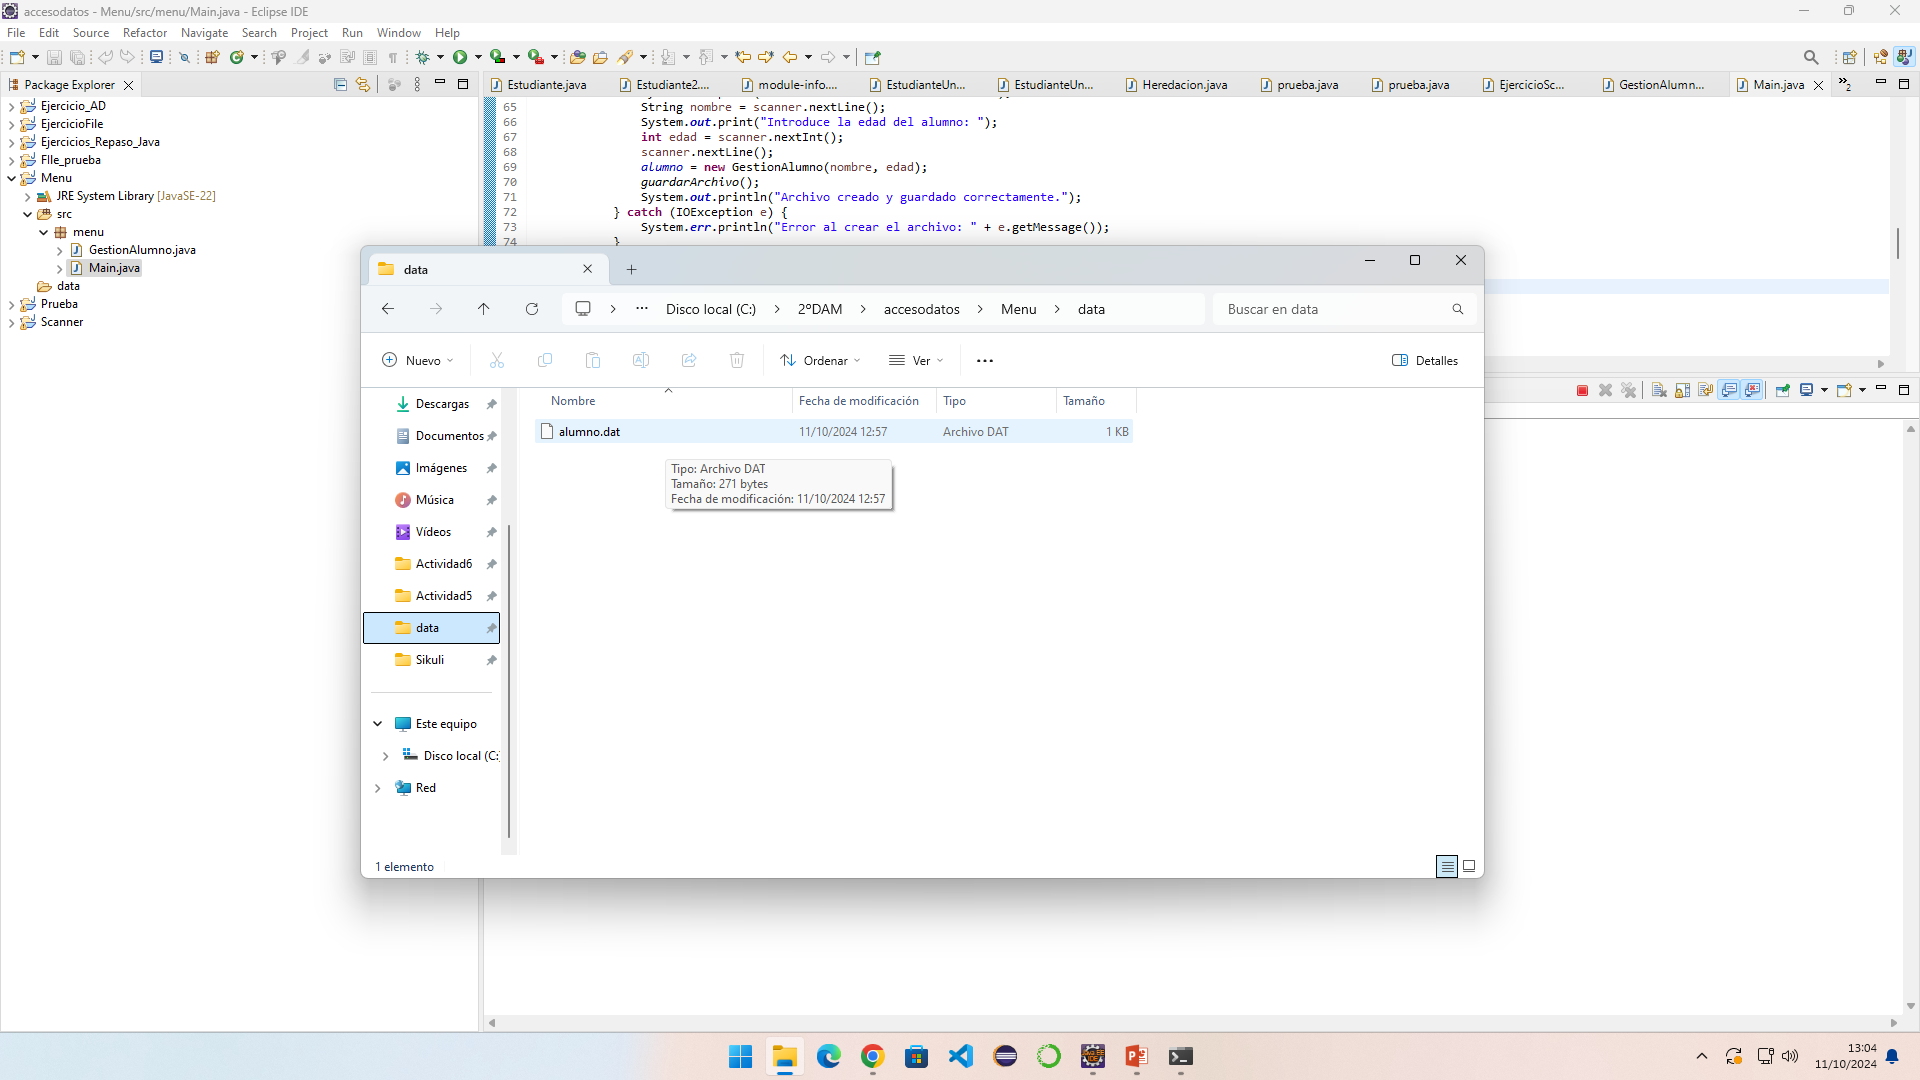 accesodatos - Menu/src/menu/Main.java - Eclipse IDE
File Edit Source Refactor Navigate Search Project Run Window Help
Package Explorer
Ejercicio_AD
EjercicioFile
Ejercicios_Repaso_Java
FIle_prueba
Menu
JRE System Library [JavaSE-22]
src
menu
GestionAlumno.java
Main.java
data
Prueba
Scanner
Estudiante.java Estudiante2.... module-info.... EstudianteUn... EstudianteUn... Heredacion.java prueba.java prueba.java EjercicioSc... GestionAlumn... Main.java 2
65 String nombre = scanner.nextLine();
66 System.out.print("Introduce la edad del alumno: ");
67 int edad = scanner.nextInt();
68 scanner.nextLine();
69 alumno = new GestionAlumno(nombre, edad);
70 guardarArchivo();
71 System.out.println("Archivo creado y guardado correctamente.");
72 } catch (IOException e) {
73 System.err.println("Error al crear el archivo: " + e.getMessage());
74 }
data
... Disco local (C:) 2ºDAM accesodatos Menu data
Buscar en data
Nuevo Ordenar Ver ... Detalles
Descargas
Documentos
Imágenes
Música
Vídeos
Actividad6
Actividad5
data
Sikuli
Este equipo
Disco local (C:
Red
Nombre Fecha de modificación Tipo Tamaño
alumno.dat 11/10/2024 12:57 Archivo DAT 1 KB
Tipo: Archivo DAT
Tamaño: 271 bytes
Fecha de modificación: 11/10/2024 12:57
1 elemento
13:04
11/10/2024